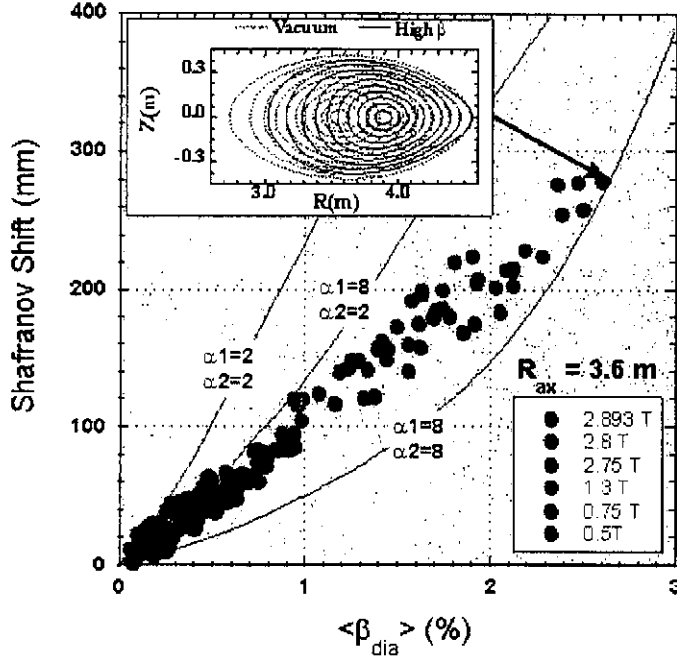 Vacuum High β
Z(m)
0.3
0.0
-0.3
3.0 4.0
R(m)
Shafranov Shift (mm)
400
300
200
100
0
α1=8
α2=2
α1=2
α2=2
α1=8
α2=8
R_ax = 3.6 m
2.893 T
2.8 T
2.75 T
1.3 T
0.75 T
0.5T
0 1 2 3
<β_dia> (%)